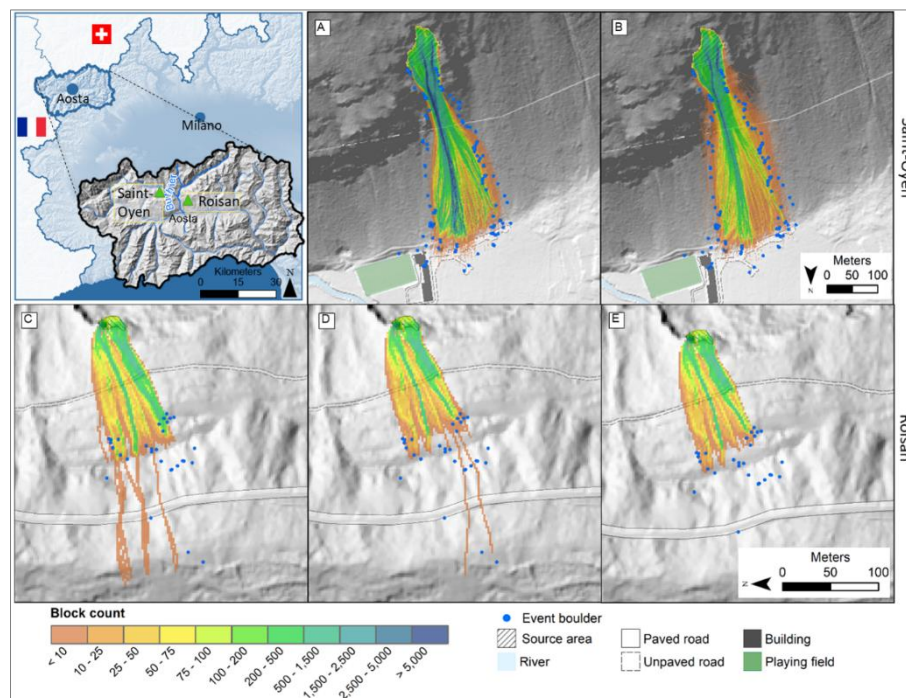 Aosta
Milano
Saint-
Oyen
Roisan
Aosta
Kilometers
0 15 30
N
A
B
Saint-Oyen
Meters
0 50 100
N
C
D
E
Roisan
Meters
0 50 100
N
Block count
< 10
10 - 25
25 - 50
50 - 75
75 - 100
100 - 200
200 - 500
500 - 1,500
1,500 - 2,500
2,500 - 5,000
> 5,000
Event boulder
Source area
River
Paved road
Unpaved road
Building
Playing field